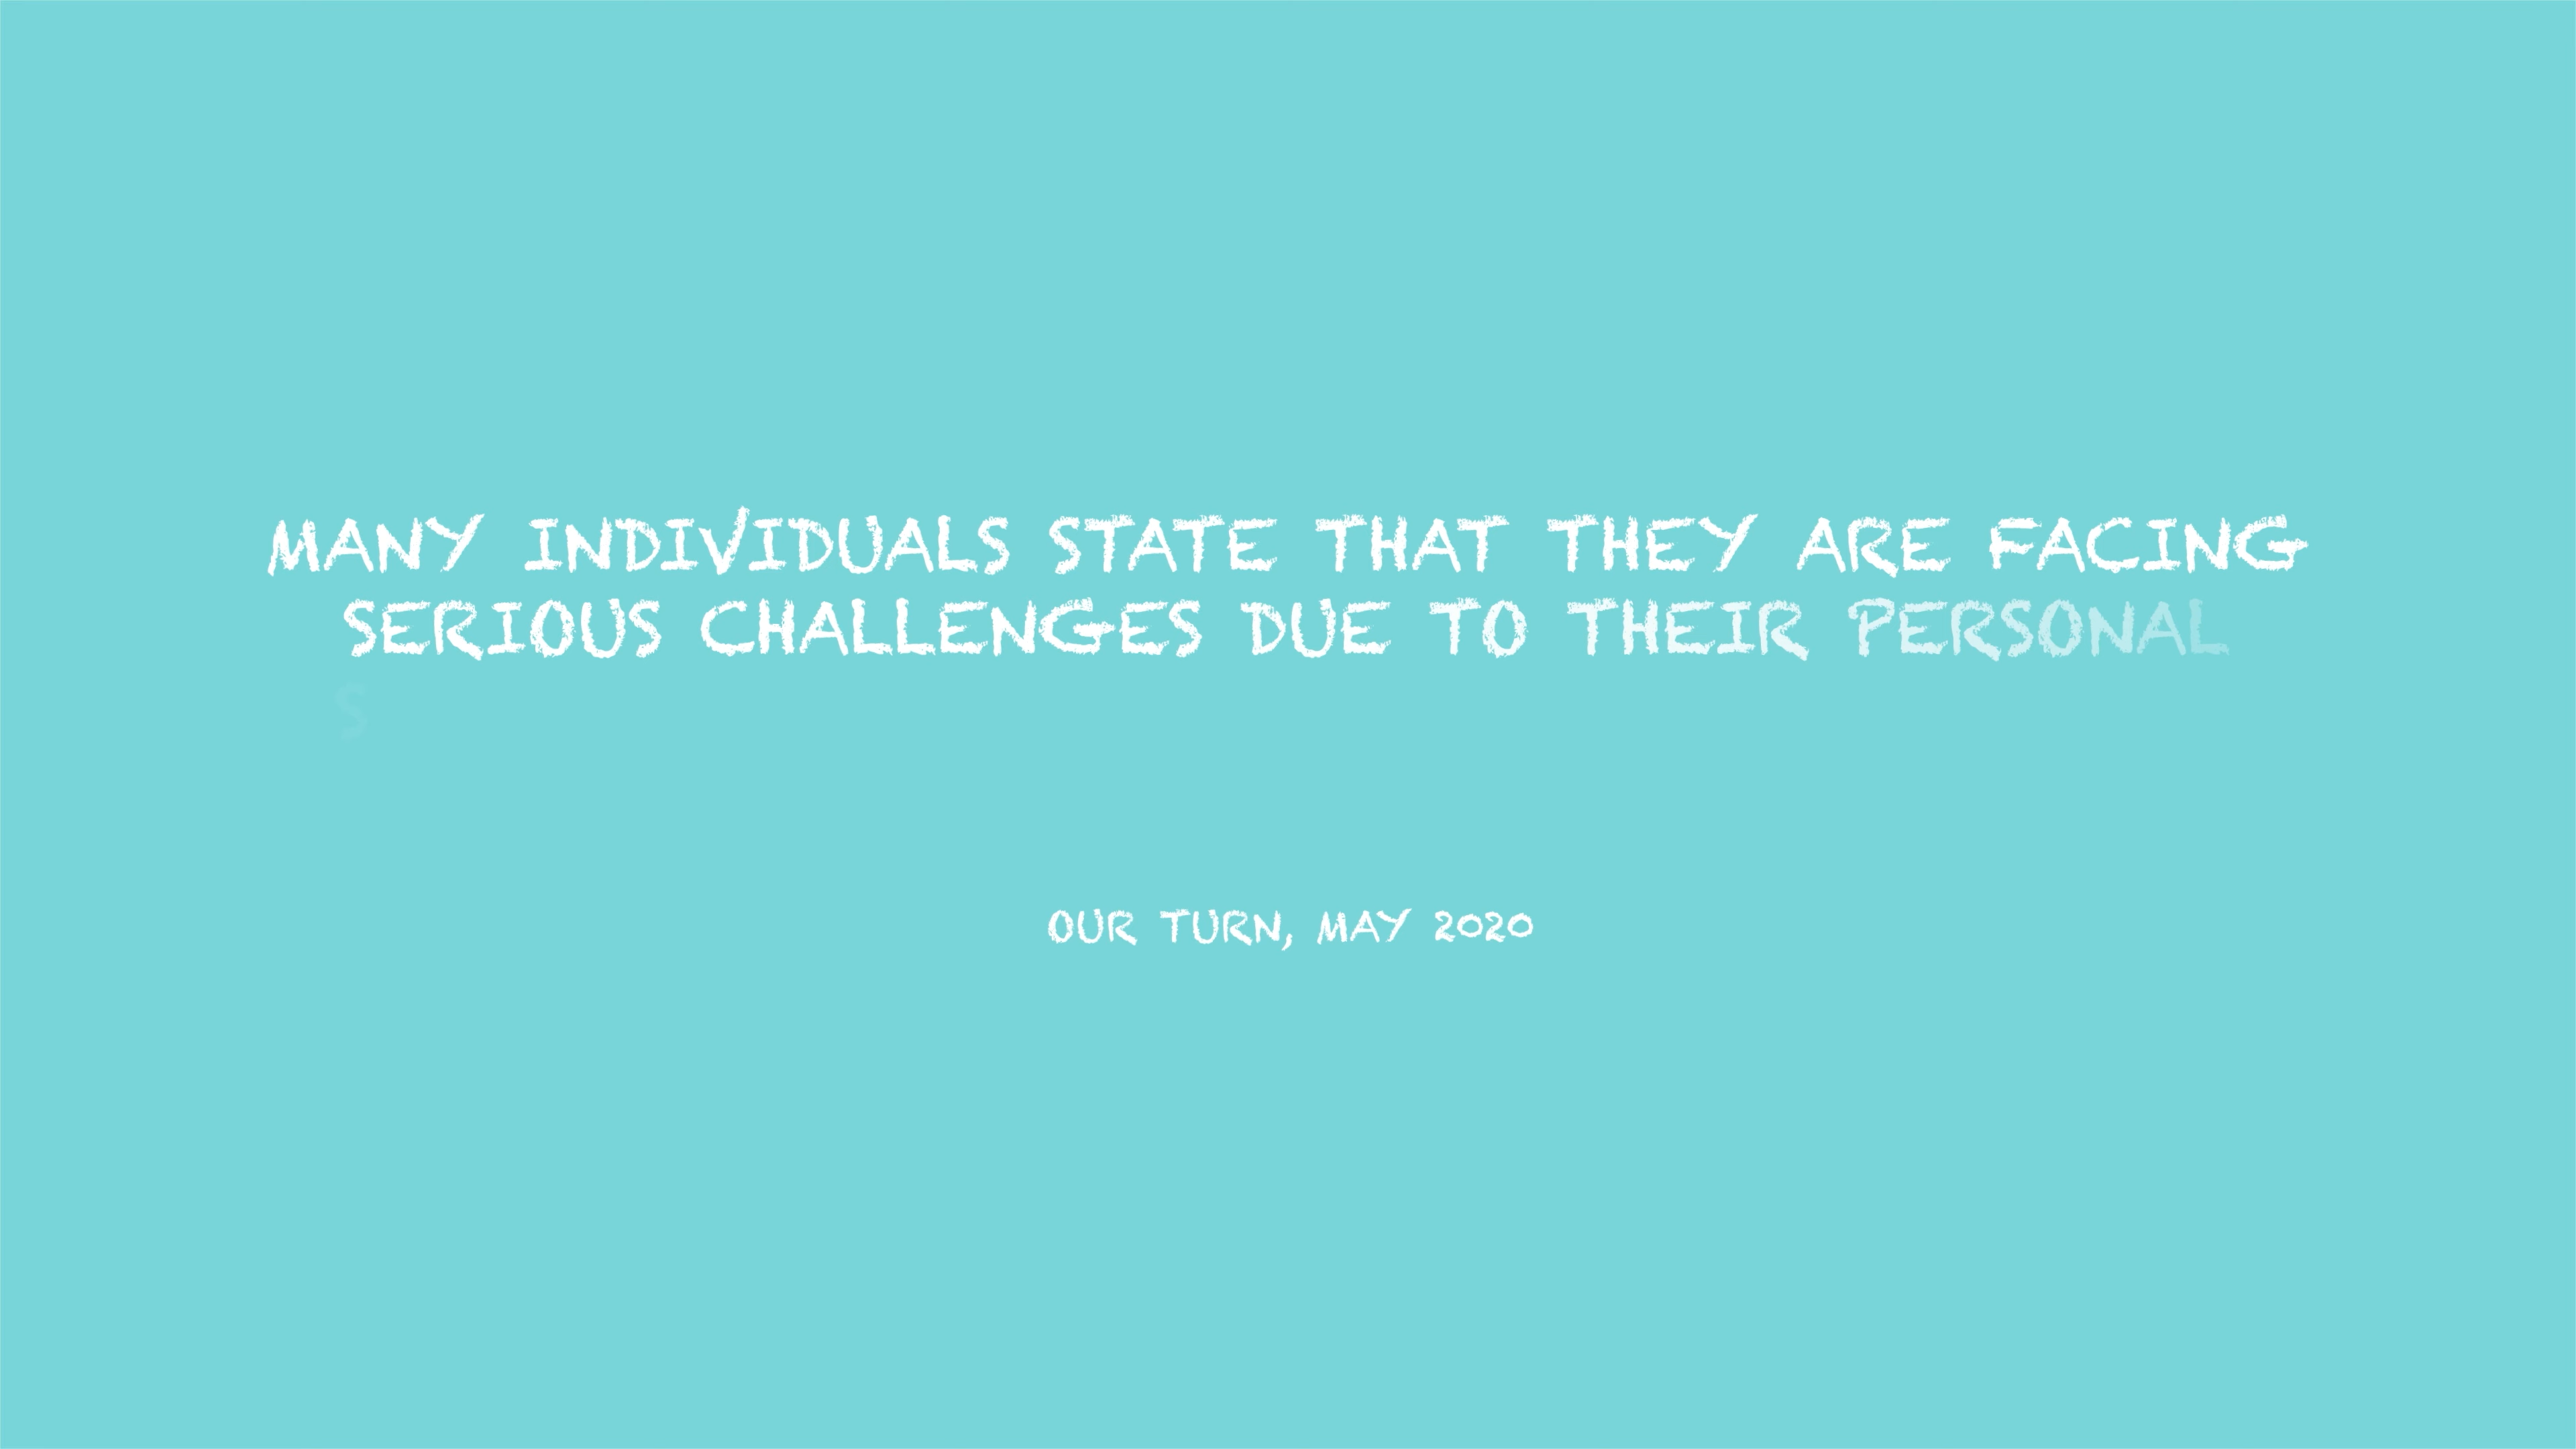 MANY INDIVIDUALS STATE THAT THEY ARE FACING
SERIOUS CHALLENGES DUE TO THEIR PERSONAL
S
OUR TURN, MAY 2020